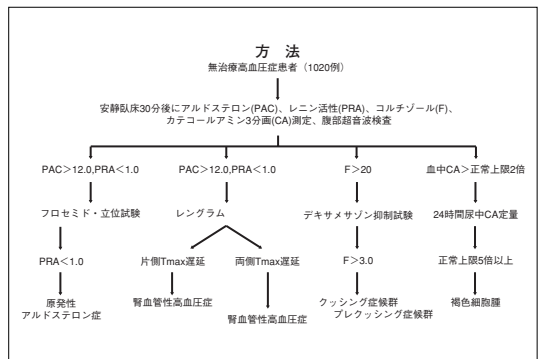 方 法
無治療高血圧症患者（1020例）
安静臥床30分後にアルドステロン(PAC)、レニン活性(PRA)、コルチゾール(F)、
カテコールアミン3分画(CA)測定、腹部超音波検査
PAC＞12.0,PRA＜1.0
PAC＞12.0,PRA＜1.0
F＞20
血中CA＞正常上限2倍
フロセミド・立位試験
レングラム
デキサメサゾン抑制試験
24時間尿中CA定量
PRA＜1.0
片側Tmax遅延
両側Tmax遅延
F＞3.0
正常上限5倍以上
原発性
アルドステロン症
腎血管性高血圧症
腎血管性高血圧症
クッシング症候群
プレクッシング症候群
褐色細胞腫